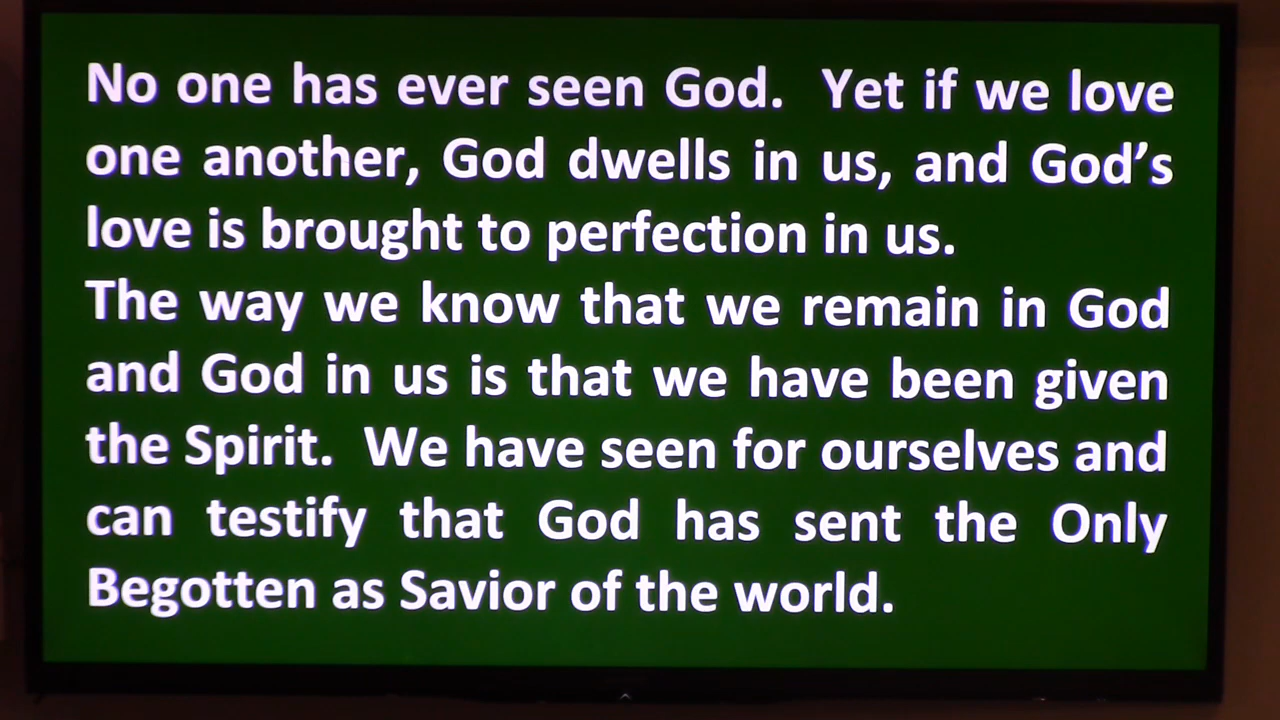 No one has ever seen God. Yet if we love
one another, God dwells in us, and God’s
love is brought to perfection in us.
The way we know that we remain in God
and God in us is that we have been given
the Spirit. We have seen for ourselves and
can testify that God has sent the Only
Begotten as Savior of the world.